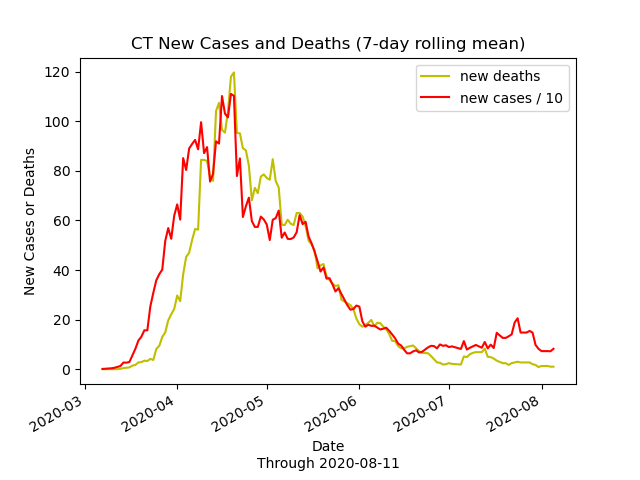 CT New Cases and Deaths (7-day rolling mean)
new deaths
new cases / 10
New Cases or Deaths
120
100
80
60
40
20
0
2020-03
2020-04
2020-05
2020-06
2020-07
2020-08
Date
Through 2020-08-11